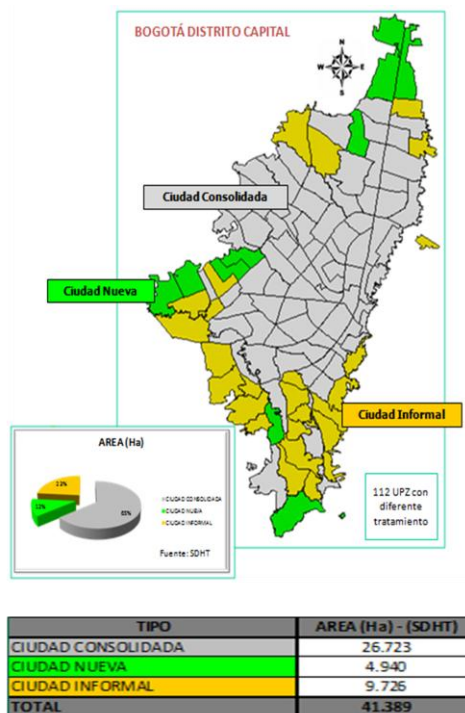 BOGOTÁ DISTRITO CAPITAL
N
W E
S
Ciudad Consolidada
Ciudad Nueva
Ciudad Informal
AREA (Ha)
CIUDAD CONSOLIDADA
CIUDAD NUEVA
CIUDAD INFORMAL
Fuente: SDHT
112 UPZ con
diferente
tratamiento
TIPO AREA (Ha) - (SDHT)
CIUDAD CONSOLIDADA 26.723
CIUDAD NUEVA 4.940
CIUDAD INFORMAL 9.726
TOTAL 41.389